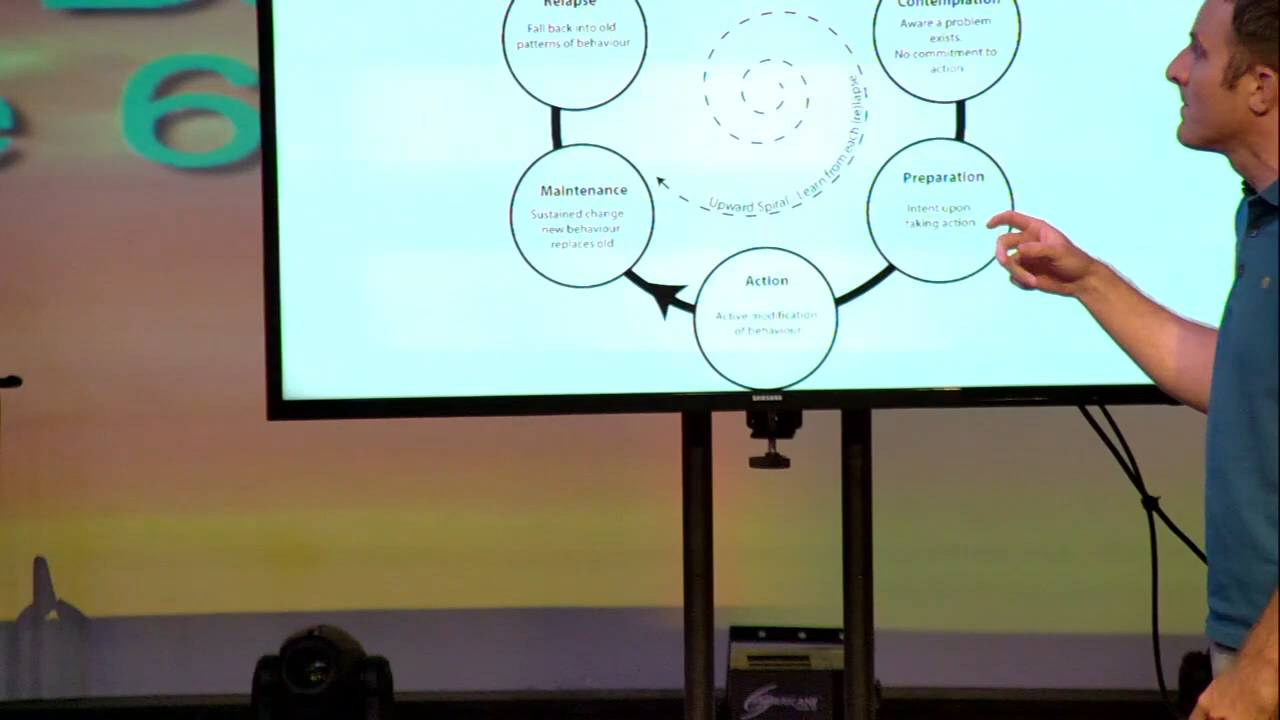 Relapse
Fall back into old
patterns of behaviour
Contemplation
Aware a problem
exists.
No commitment to
action
Preparation
Intent upon
taking action
Action
Active modification
of behaviour
Maintenance
Sustained change
new behaviour
replaces old
Upward Spiral Learn from each (re)lapse
e 6
SAMSUNG